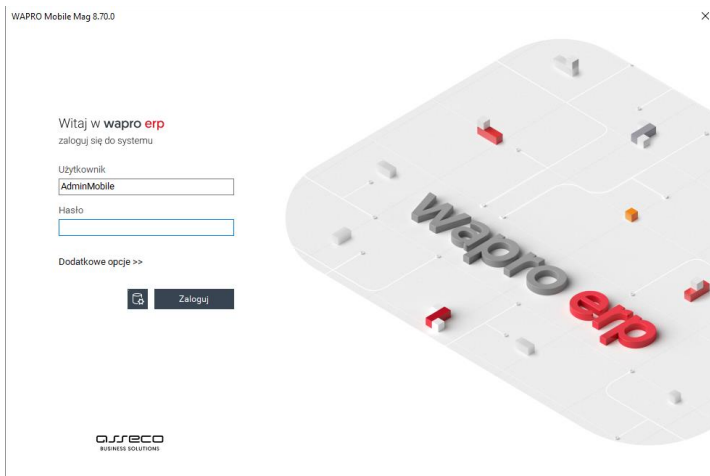 WAPRO Mobile Mag 8.70.0
Witaj w wapro erp
zaloguj się do systemu
Użytkownik
AdminMobile
Hasło
Dodatkowe opcje >>
Zaloguj
wapro erp
asseco
BUSINESS SOLUTIONS